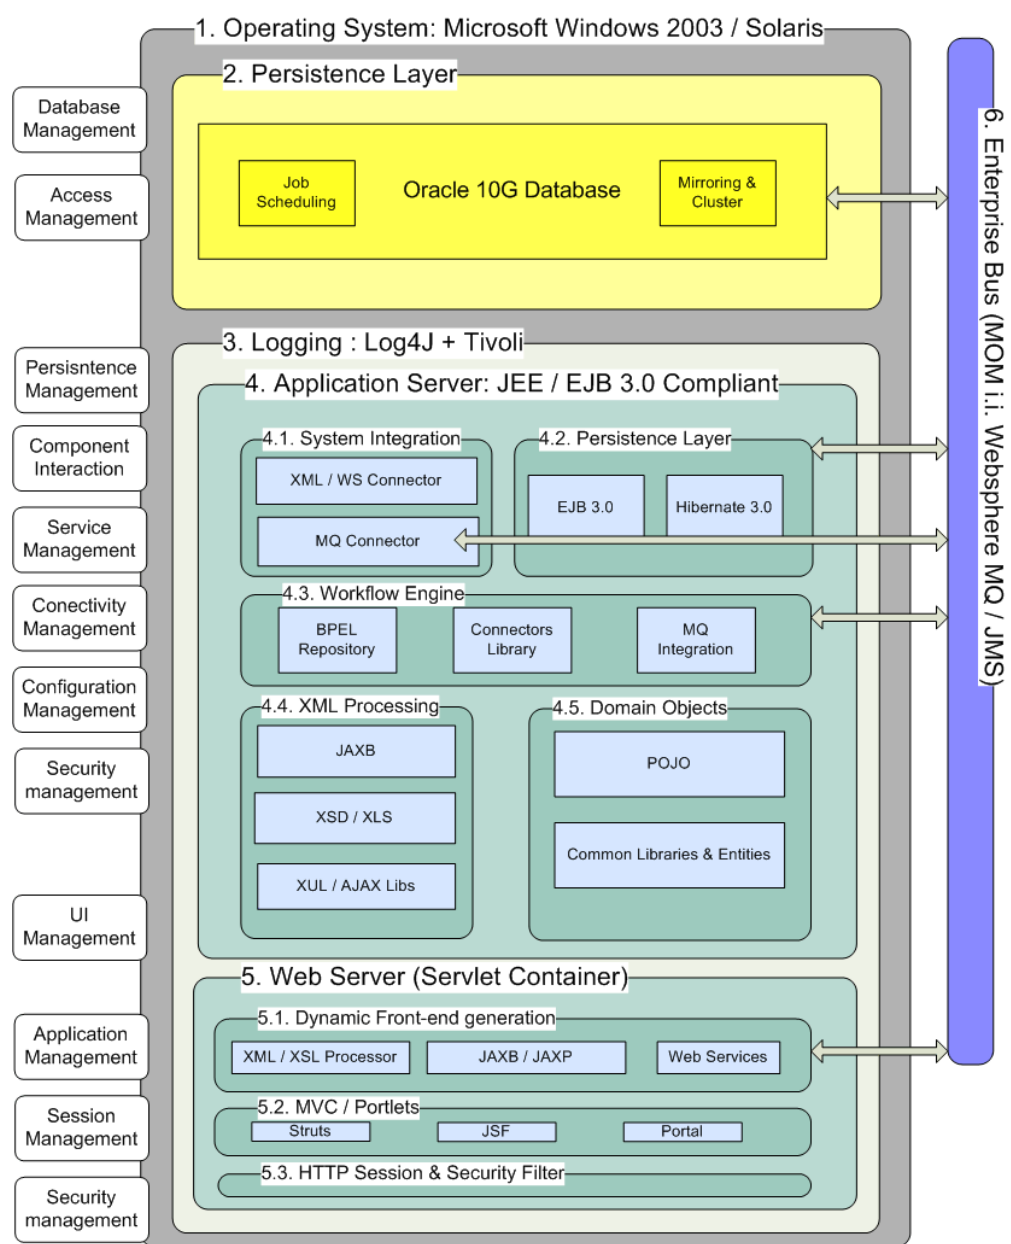 1. Operating System: Microsoft Windows 2003 / Solaris
2. Persistence Layer
Database
Management
Access
Management
Job
Scheduling
Oracle 10G Database
Mirroring &
Cluster
6. Enterprise Bus (MOM i.i. Websphere MQ / JMS)
3. Logging : Log4J + Tivoli
Persisntence
Management
4. Application Server: JEE / EJB 3.0 Compliant
Component
Interaction
4.1. System Integration
XML / WS Connector
MQ Connector
4.2. Persistence Layer
EJB 3.0
Hibernate 3.0
Service
Management
Conectivity
Management
4.3. Workflow Engine
BPEL
Repository
Connectors
Library
MQ
Integration
Configuration
Management
4.4. XML Processing
JAXB
XSD / XLS
XUL / AJAX Libs
4.5. Domain Objects
POJO
Common Libraries & Entities
Security
management
UI
Management
5. Web Server (Servlet Container)
Application
Management
5.1. Dynamic Front-end generation
XML / XSL Processor
JAXB / JAXP
Web Services
Session
Management
5.2. MVC / Portlets
Struts
JSF
Portal
5.3. HTTP Session & Security Filter
Security
management